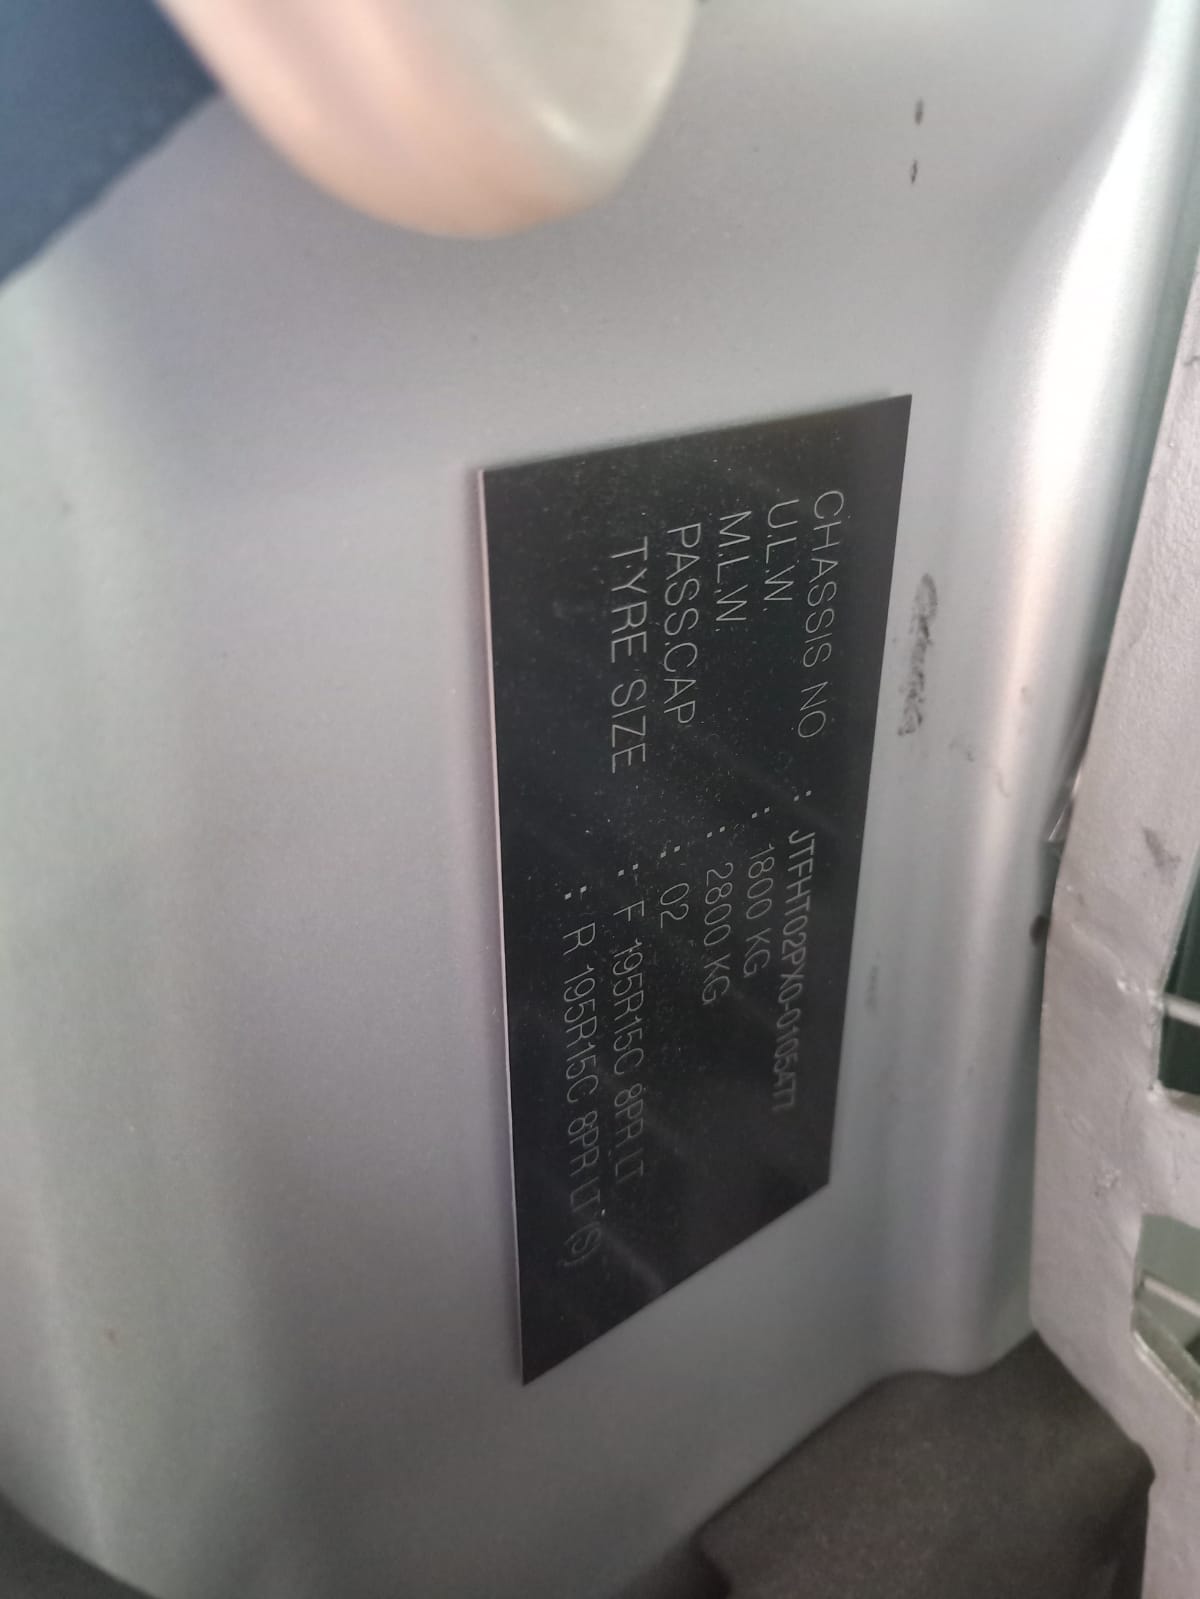 CHASSIS NO : JTFHT02PX0-0105477
U.L.W. : 1800 KG
M.L.W. : 2800 KG
PASS.CAP : 02
TYRE SIZE : F 195R15C 8PR LT
: R 195R15C 8PR LT (S)